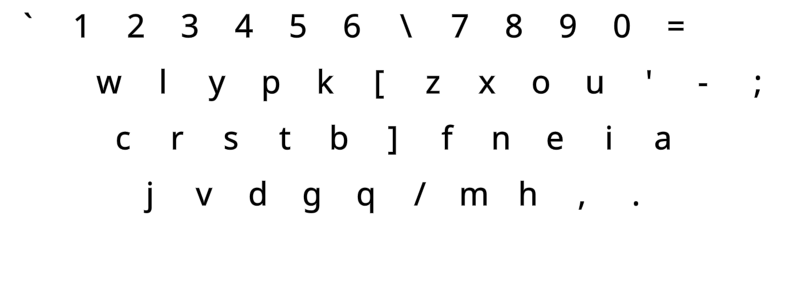 ` 1 2 3 4 5 6 \ 7 8 9 0 =
w l y p k [ z x o u ' - ;
c r s t b ] f n e i a
j v d g q / m h , .